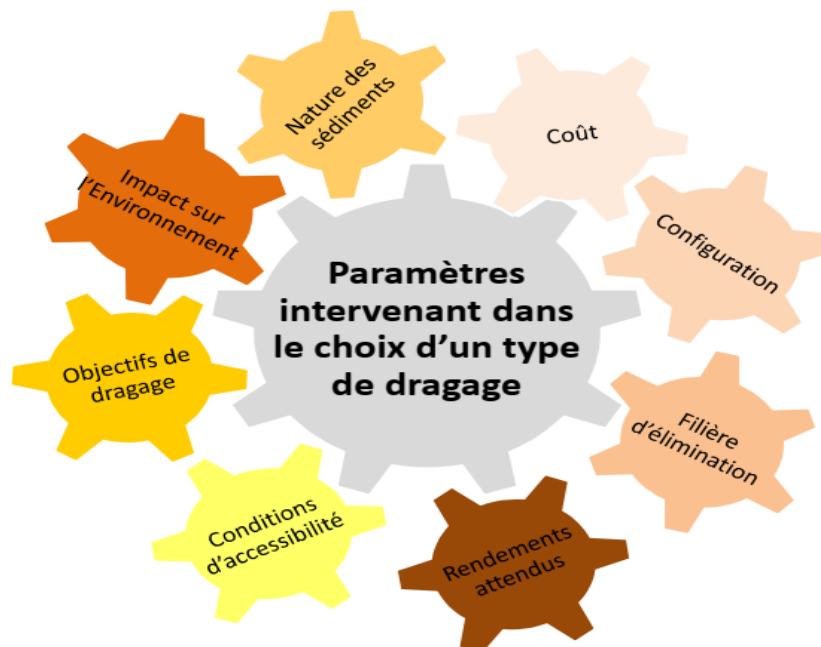 Nature des
sédiments
Coût
Impact sur
l'Environnement
Configuration
Paramètres
intervenant dans
le choix d'un type
de dragage
Objectifs de
dragage
Filière
d'élimination
Conditions
d'accessibilité
Rendements
attendus